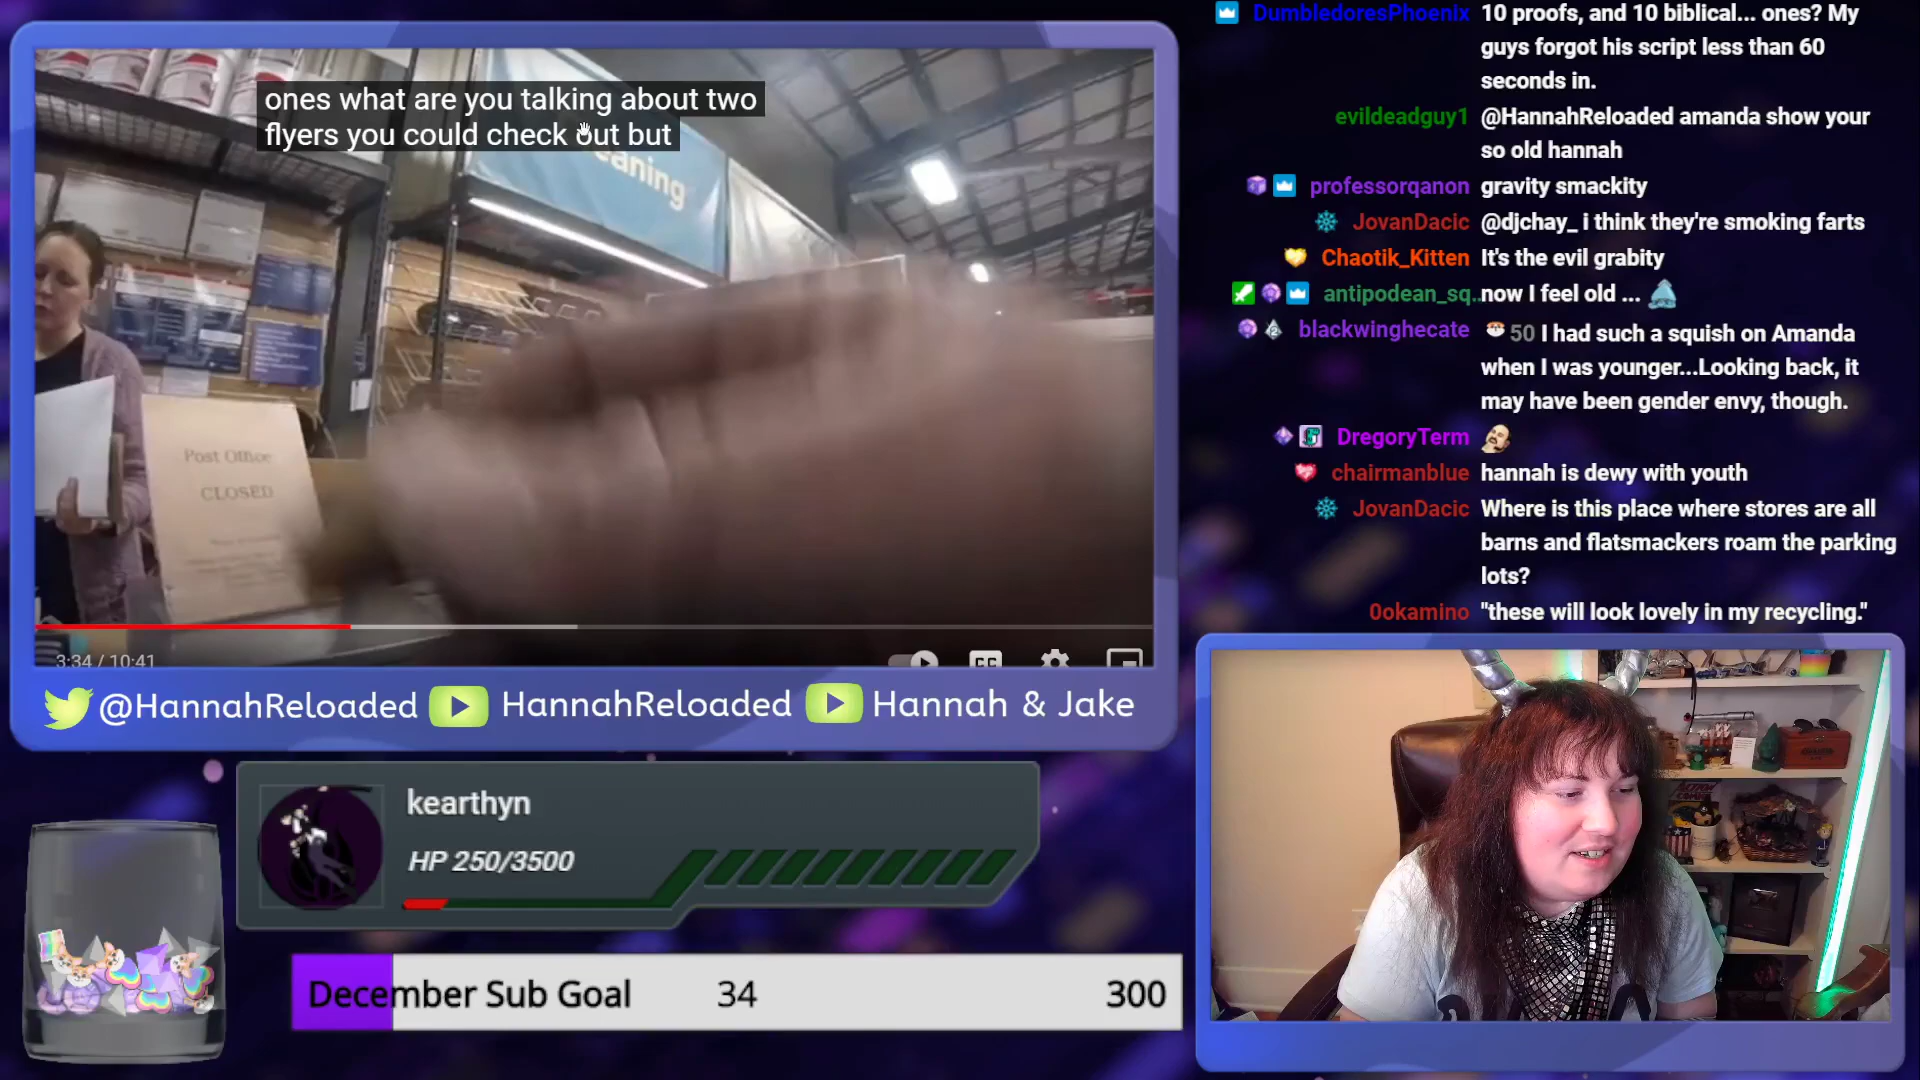 ones what are you talking about two
flyers you could check out but
eaning
Post Office
CLOSED
3:34 / 10:41
CC
@HannahReloaded
HannahReloaded
Hannah & Jake
kearthyn
HP 250/3500
December Sub Goal 34 300
DumbledoresPhoenix 10 proofs, and 10 biblical... ones? My
guys forgot his script less than 60
seconds in.
evildeadguy1 @HannahReloaded amanda show your
so old hannah
professorqanon gravity smackity
JovanDacic @djchay_ i think they're smoking farts
Chaotik_Kitten It's the evil grabity
antipodean_sq.. now I feel old ...
blackwinghecate 50 I had such a squish on Amanda
when I was younger...Looking back, it
may have been gender envy, though.
DregoryTerm
chairmanblue hannah is dewy with youth
JovanDacic Where is this place where stores are all
barns and flatsmackers roam the parking
lots?
0okamino "these will look lovely in my recycling."